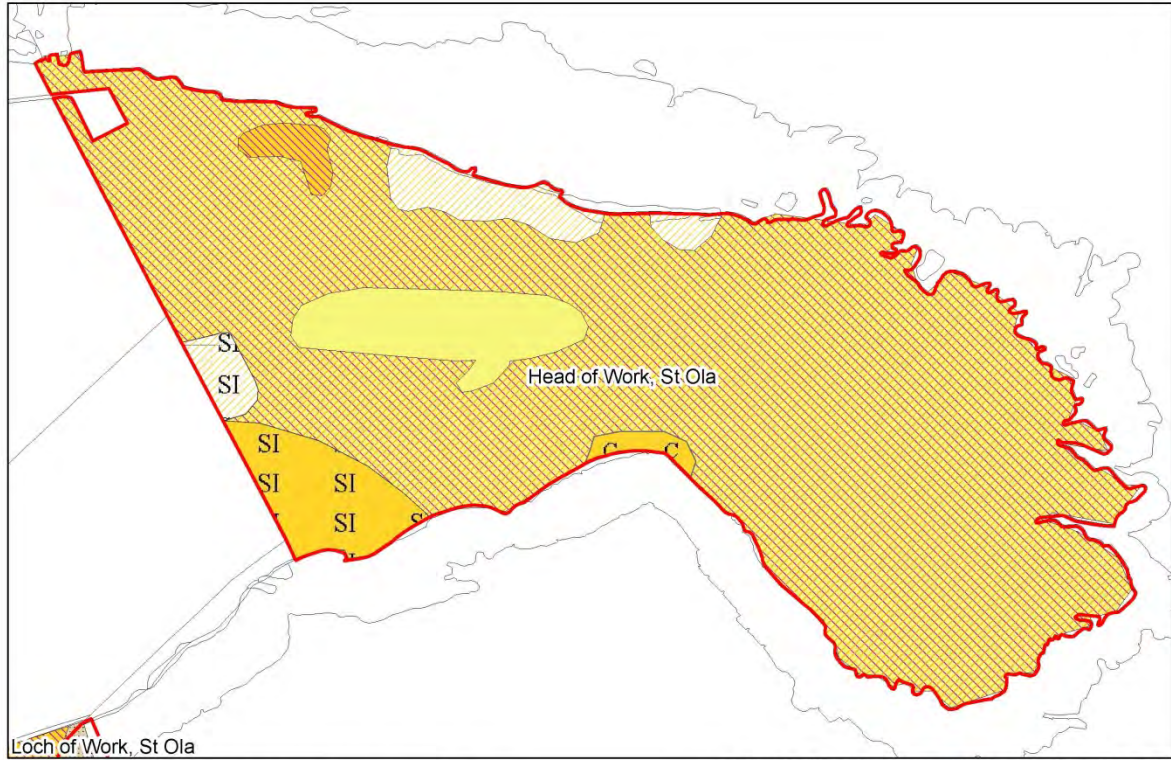 SI
SI
Head of Work, St Ola
SI
C C
SI SI
SI S
Loch of Work, St Ola